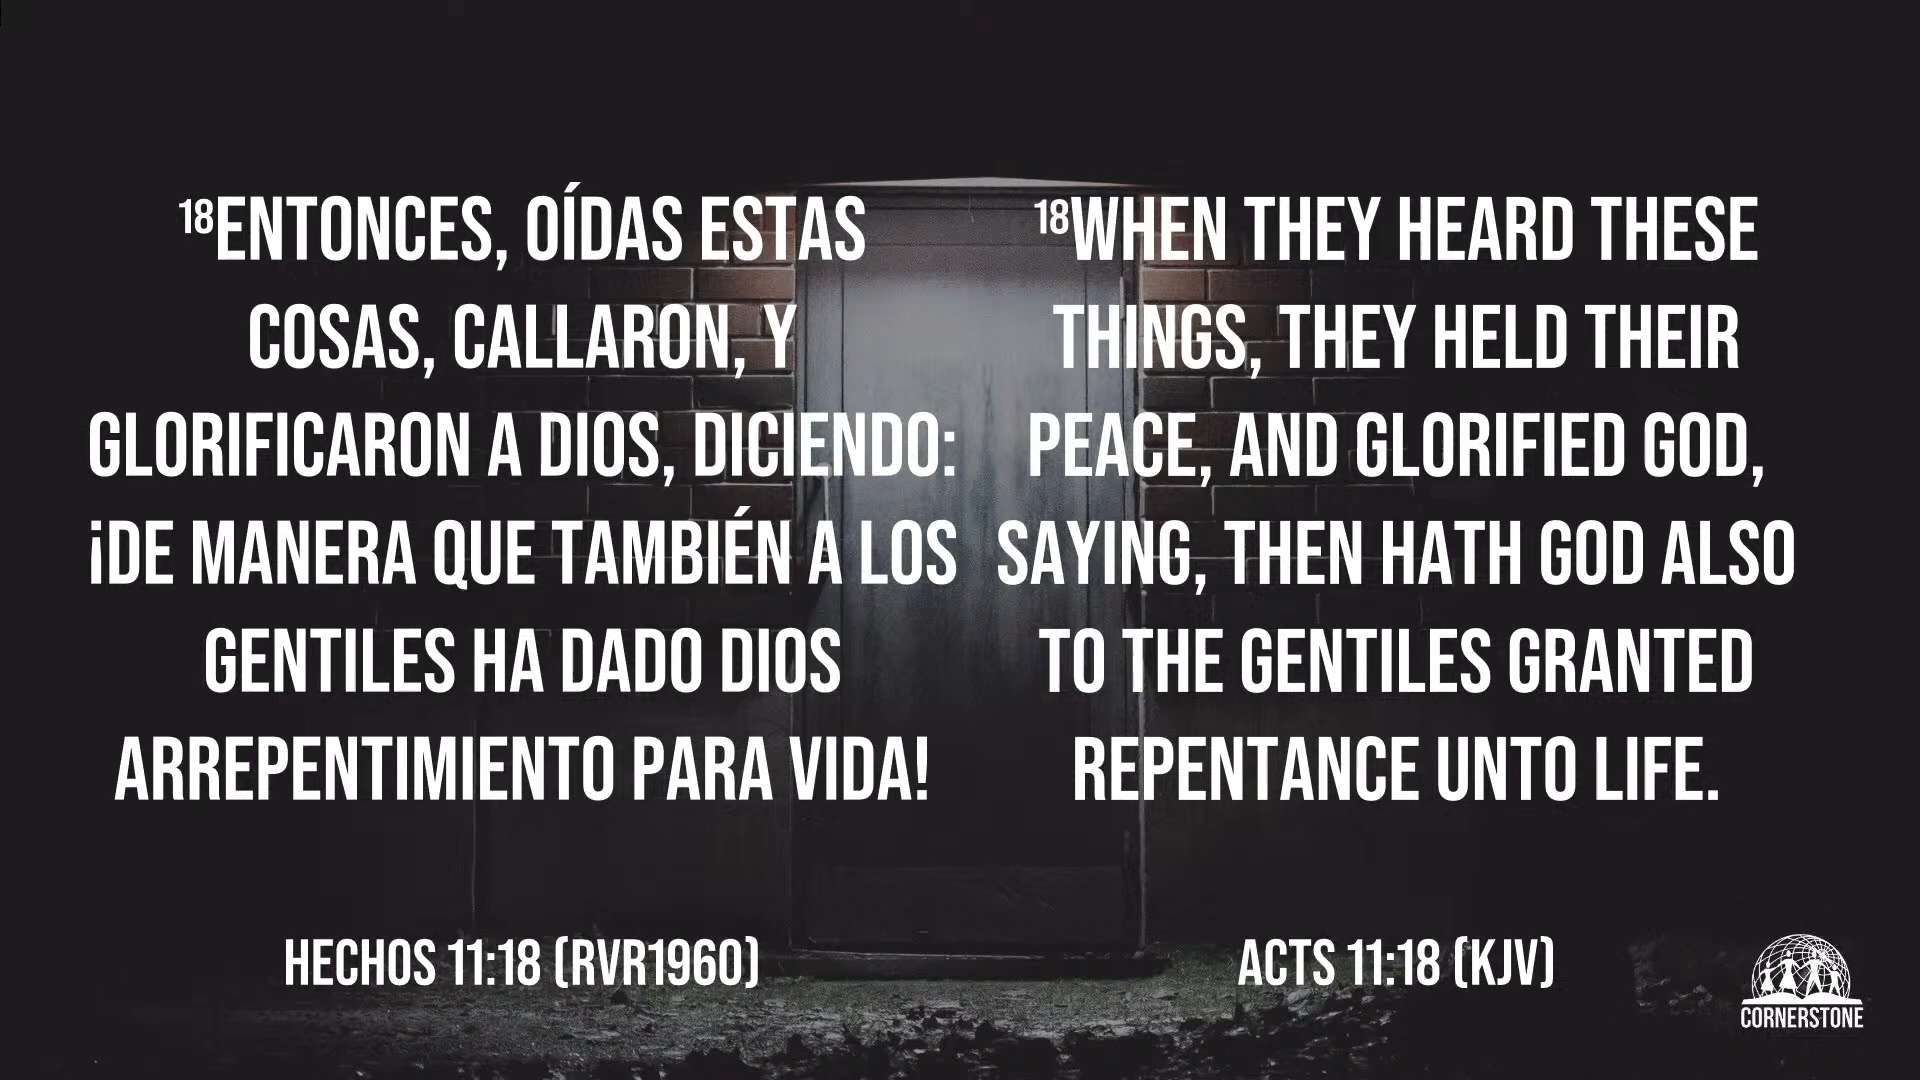 ¹⁸ENTONCES, OÍDAS ESTAS
COSAS, CALLARON, Y
GLORIFICARON A DIOS, DICIENDO:
¡DE MANERA QUE TAMBIÉN A LOS
GENTILES HA DADO DIOS
ARREPENTIMIENTO PARA VIDA!
HECHOS 11:18 (RVR1960)
¹⁸WHEN THEY HEARD THESE
THINGS, THEY HELD THEIR
PEACE, AND GLORIFIED GOD,
SAYING, THEN HATH GOD ALSO
TO THE GENTILES GRANTED
REPENTANCE UNTO LIFE.
ACTS 11:18 (KJV)
CORNERSTONE